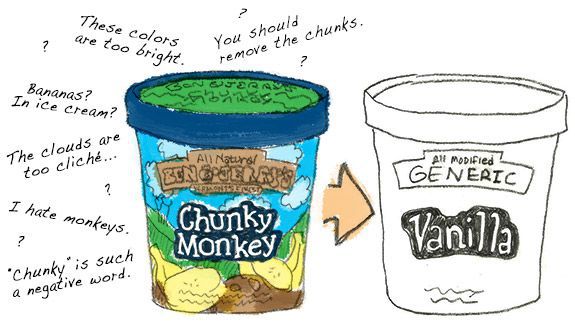 ?
These colors
are too bright.
You should
remove the chunks.
?
?
Bananas?
In ice cream?
The clouds are
too cliché...
?
I hate monkeys.
?
"Chunky" is such
a negative word.
BEN & JERRY'S
Chunky
Monkey
All Natural
BEN & JERRY'S
VERMONT'S FINEST
Chunky
Monkey
All Modified
GENERIC
Vanilla